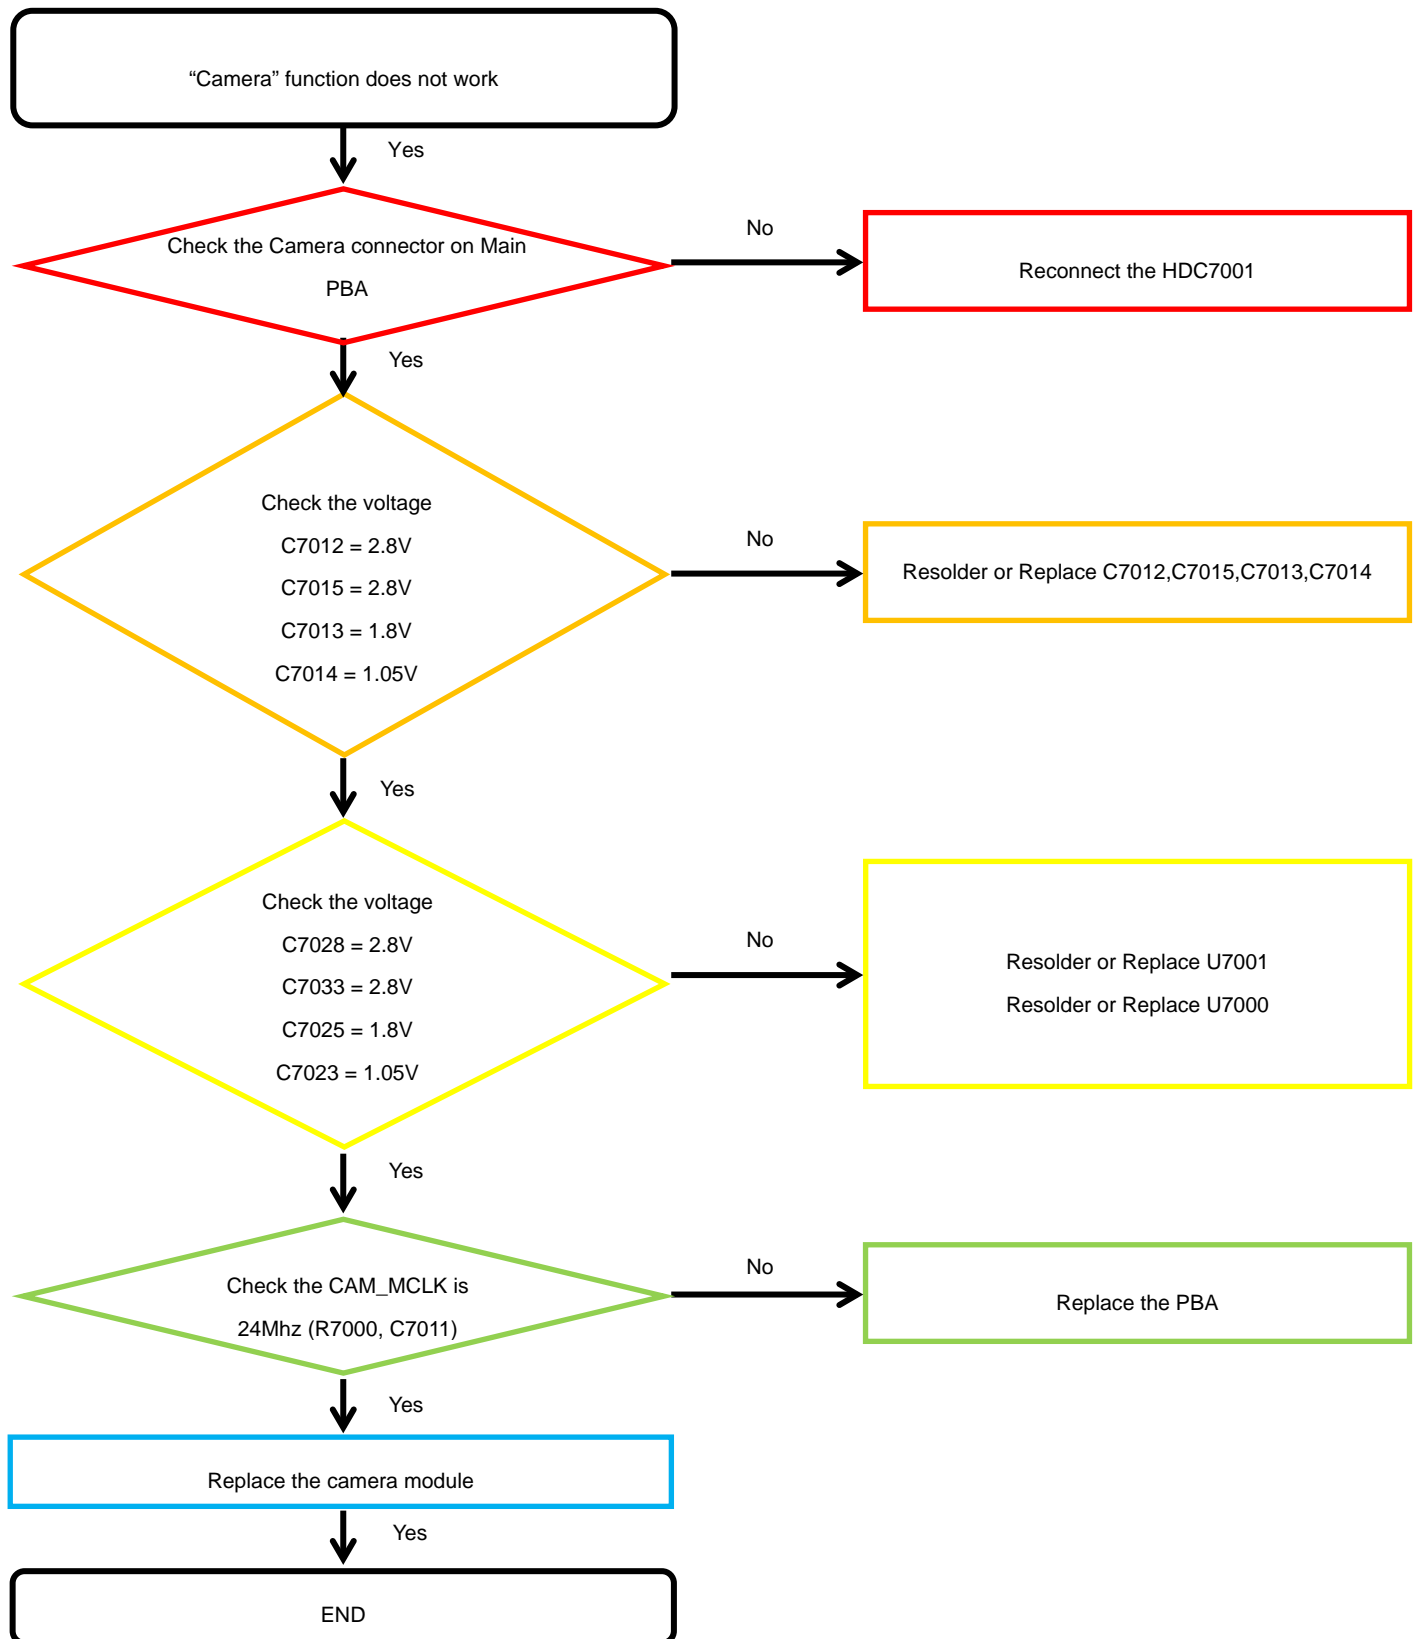 “Camera” function does not work
Yes
Check the Camera connector on Main
PBA
No
Reconnect the HDC7001
Yes
Check the voltage
C7012 = 2.8V
C7015 = 2.8V
C7013 = 1.8V
C7014 = 1.05V
No
Resolder or Replace C7012,C7015,C7013,C7014
Yes
Check the voltage
C7028 = 2.8V
C7033 = 2.8V
C7025 = 1.8V
C7023 = 1.05V
No
Resolder or Replace U7001
Resolder or Replace U7000
Yes
Check the CAM_MCLK is
24Mhz (R7000, C7011)
No
Replace the PBA
Yes
Replace the camera module
Yes
END